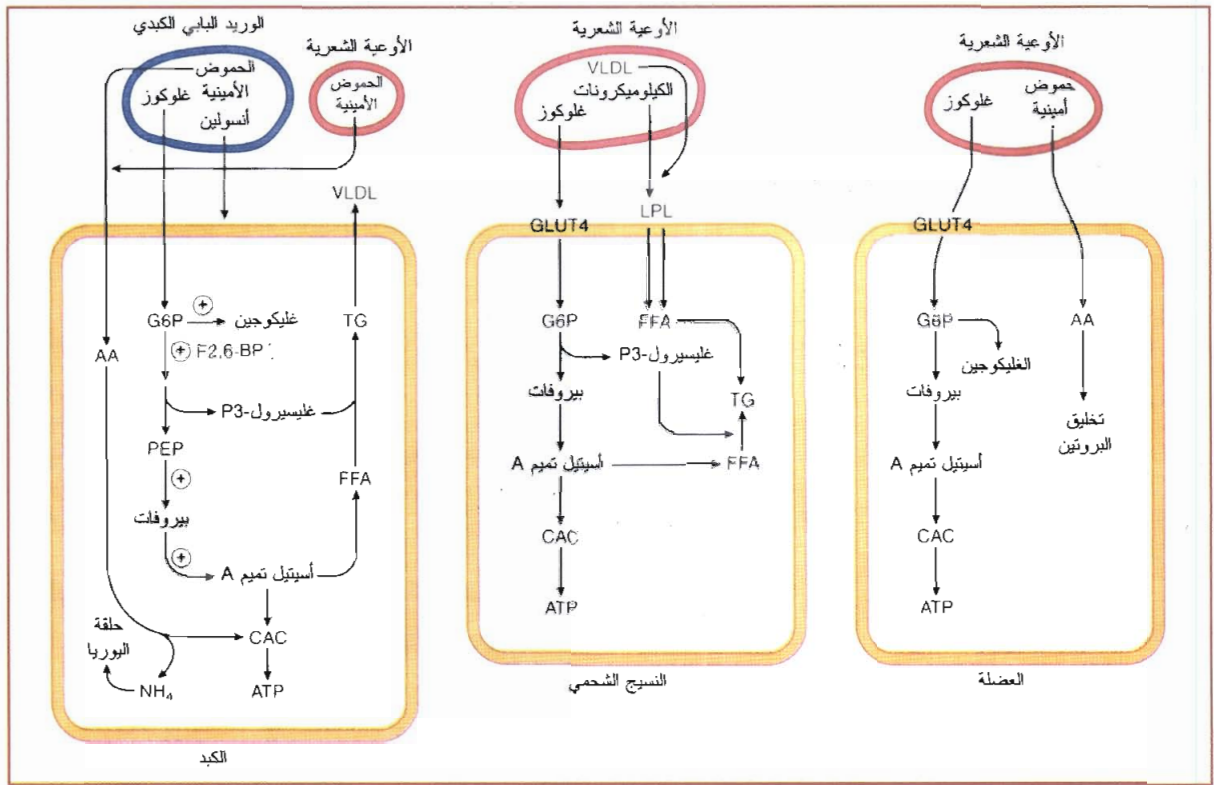 الوريد البابي الكبدي
الأوعية الشعرية
الحموض
الأمينية
غلوكوز
أنسولين
الحموض
الأمينية
VLDL
G6P
غليكوجين
TG
AA
F2,6-BP
غليسيرول-P3
PEP
FFA
بيروفات
أسيتيل تميم A
حلقة
اليوريا
CAC
NH₄
ATP
الكبد
الأوعية الشعرية
VLDL
الكيلوميكرونات
غلوكوز
LPL
GLUT4
G6P
FFA
غليسيرول-P3
بيروفات
TG
أسيتيل تميم A
FFA
CAC
ATP
النسيج الشحمي
الأوعية الشعرية
حموض
أمينية
غلوكوز
GLUT4
G6P
AA
الغليكوجين
بيروفات
تخليق
البروتين
أسيتيل تميم A
CAC
ATP
العضلة